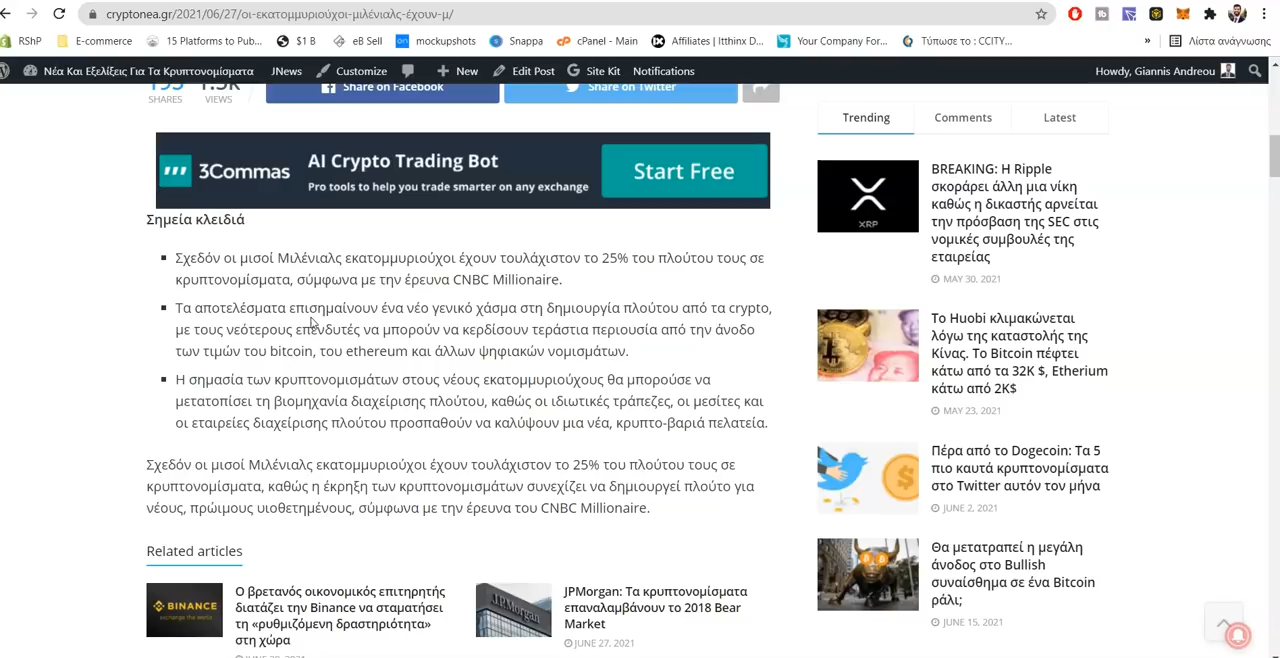 cryptonea.gr/2021/06/27/οι-εκατομμυριούχοι-μιλένιαλς-έχουν-μ/
RShP
E-commerce
15 Platforms to Pub...
$1 B
eB Sell
mockupshots
Snappa
cPanel - Main
Affiliates | Itthinx D...
Your Company For...
Τύπωσε το : CCITY...
»
Λίστα ανάγνωσης
Νέα Και Εξελίξεις Για Τα Κρυπτονομίσματα
JNews
Customize
New
Edit Post
Site Kit
Notifications
Howdy, Giannis Andreou
SHARES
VIEWS
Share on Facebook
Share on Twitter
3Commas
AI Crypto Trading Bot
Pro tools to help you trade smarter on any exchange
Start Free
Σημεία κλειδιά
Σχεδόν οι μισοί Μιλένιαλς εκατομμυριούχοι έχουν τουλάχιστον το 25% του πλούτου τους σε
κρυπτονομίσματα, σύμφωνα με την έρευνα CNBC Millionaire.
Τα αποτελέσματα επισημαίνουν ένα νέο γενικό χάσμα στη δημιουργία πλούτου από τα crypto,
με τους νεότερους επενδυτές να μπορούν να κερδίσουν τεράστια περιουσία από την άνοδο
των τιμών του bitcoin, του ethereum και άλλων ψηφιακών νομισμάτων.
Η σημασία των κρυπτονομισμάτων στους νέους εκατομμυριούχους θα μπορούσε να
μετατοπίσει τη βιομηχανία διαχείρισης πλούτου, καθώς οι ιδιωτικές τράπεζες, οι μεσίτες και
οι εταιρείες διαχείρισης πλούτου προσπαθούν να καλύψουν μια νέα, κρυπτο-βαριά πελατεία.
Σχεδόν οι μισοί Μιλένιαλς εκατομμυριούχοι έχουν τουλάχιστον το 25% του πλούτου τους σε
κρυπτονομίσματα, καθώς η έκρηξη των κρυπτονομισμάτων συνεχίζει να δημιουργεί πλούτο για
νέους, πρώιμους υιοθετημένους, σύμφωνα με την έρευνα του CNBC Millionaire.
Related articles
BINANCE
Ο βρετανός οικονομικός επιτηρητής
διατάζει την Binance να σταματήσει
τη «ρυθμιζόμενη δραστηριότητα»
στη χώρα
J.P.Morgan
JPMorgan: Τα κρυπτονομίσματα
επαναλαμβάνουν το 2018 Bear
Market
JUNE 27, 2021
Trending
Comments
Latest
XRP
BREAKING: Η Ripple
σκοράρει άλλη μια νίκη
καθώς η δικαστής αρνείται
την πρόσβαση της SEC στις
νομικές συμβουλές της
εταιρείας
MAY 30, 2021
Το Huobi κλιμακώνεται
λόγω της καταστολής της
Κίνας. Το Bitcoin πέφτει
κάτω από τα 32K $, Etherium
κάτω από 2K$
MAY 23, 2021
Πέρα από το Dogecoin: Τα 5
πιο καυτά κρυπτονομίσματα
στο Twitter αυτόν τον μήνα
JUNE 2, 2021
Θα μετατραπεί η μεγάλη
άνοδος στο Bullish
συναίσθημα σε ένα Bitcoin
ράλι;
JUNE 15, 2021